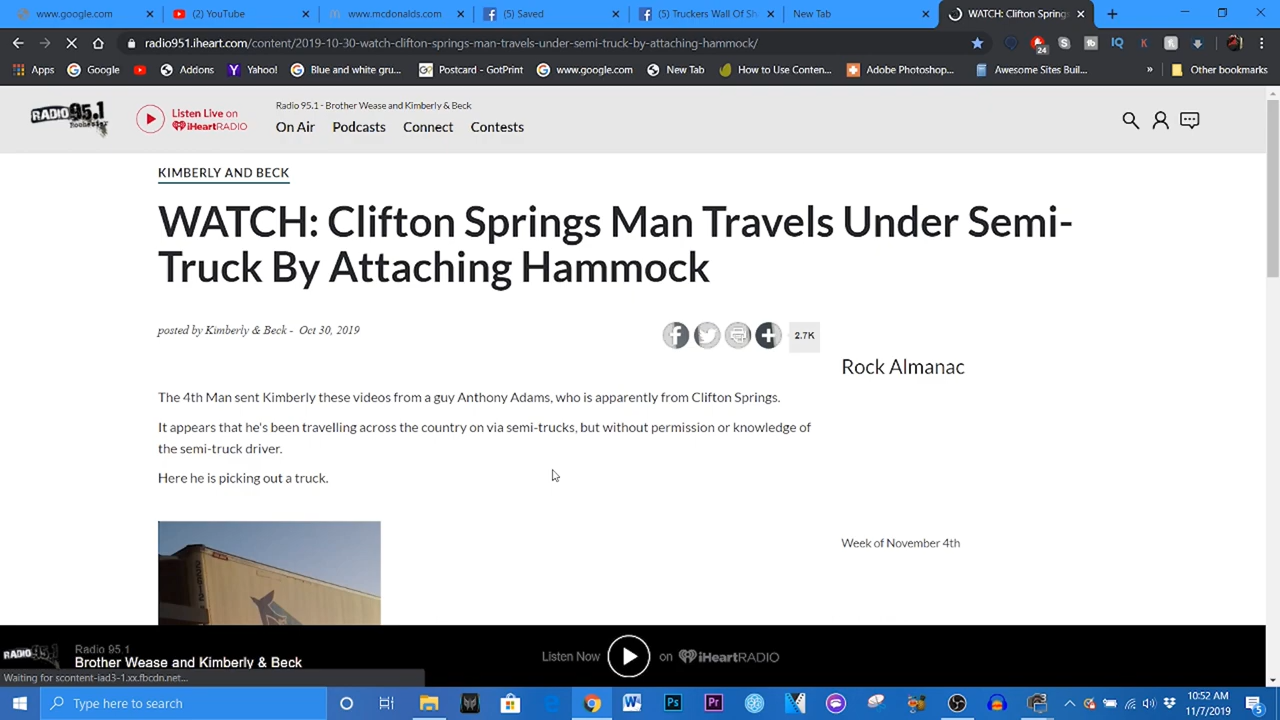 www.google.com
(2) YouTube
www.mcdonalds.com
(5) Saved
(5) Truckers Wall Of Sh
New Tab
WATCH: Clifton Springs
radio951.iheart.com/content/2019-10-30-watch-clifton-springs-man-travels-under-semi-truck-by-attaching-hammock/
24
Apps
Google
Addons
Yahoo!
Blue and white gru...
Postcard - GotPrint
www.google.com
New Tab
How to Use Conten...
Adobe Photoshop...
Awesome Sites Buil...
»
Other bookmarks
RADIO 95.1
Rochester
Listen Live on
iHeartRADIO
Radio 95.1 - Brother Wease and Kimberly & Beck
On Air Podcasts Connect Contests
KIMBERLY AND BECK
WATCH: Clifton Springs Man Travels Under Semi-
Truck By Attaching Hammock
posted by Kimberly & Beck - Oct 30, 2019
2.7K
Rock Almanac
The 4th Man sent Kimberly these videos from a guy Anthony Adams, who is apparently from Clifton Springs.
It appears that he's been travelling across the country on via semi-trucks, but without permission or knowledge of
the semi-truck driver.
Here he is picking out a truck.
Week of November 4th
RADIO 95.1
Radio 95.1
Brother Wease and Kimberly & Beck
Listen Now on iHeartRADIO
Waiting for scontent-iad3-1.xx.fbcdn.net...
Type here to search
10:52 AM
11/7/2019
5